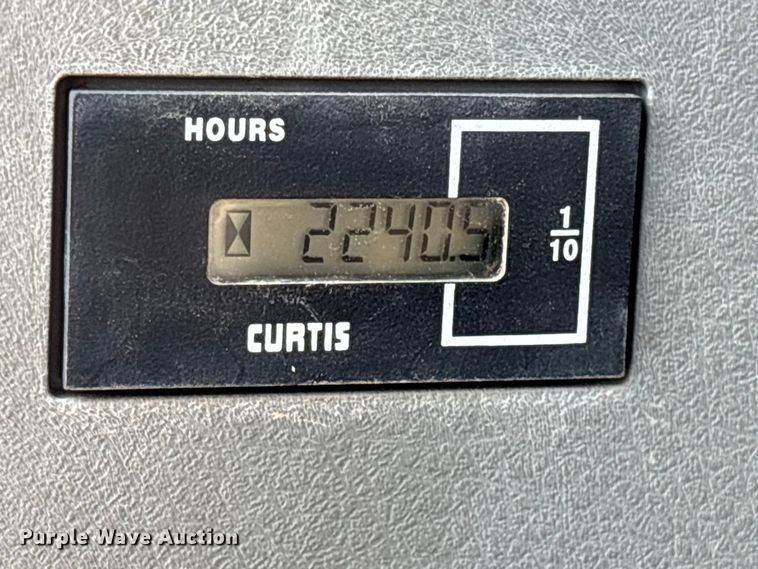 HOURS
2240.5
1
10
CURTIS
Purple Wave Auction